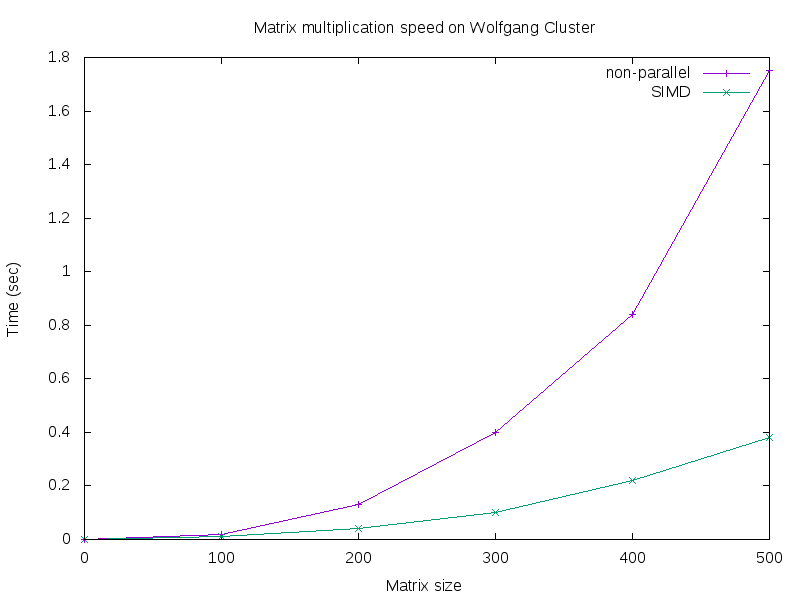 Matrix multiplication speed on Wolfgang Cluster
non-parallel
SIMD
1.8
1.6
1.4
1.2
1
0.8
0.6
0.4
0.2
0
Time (sec)
0 100 200 300 400 500
Matrix size